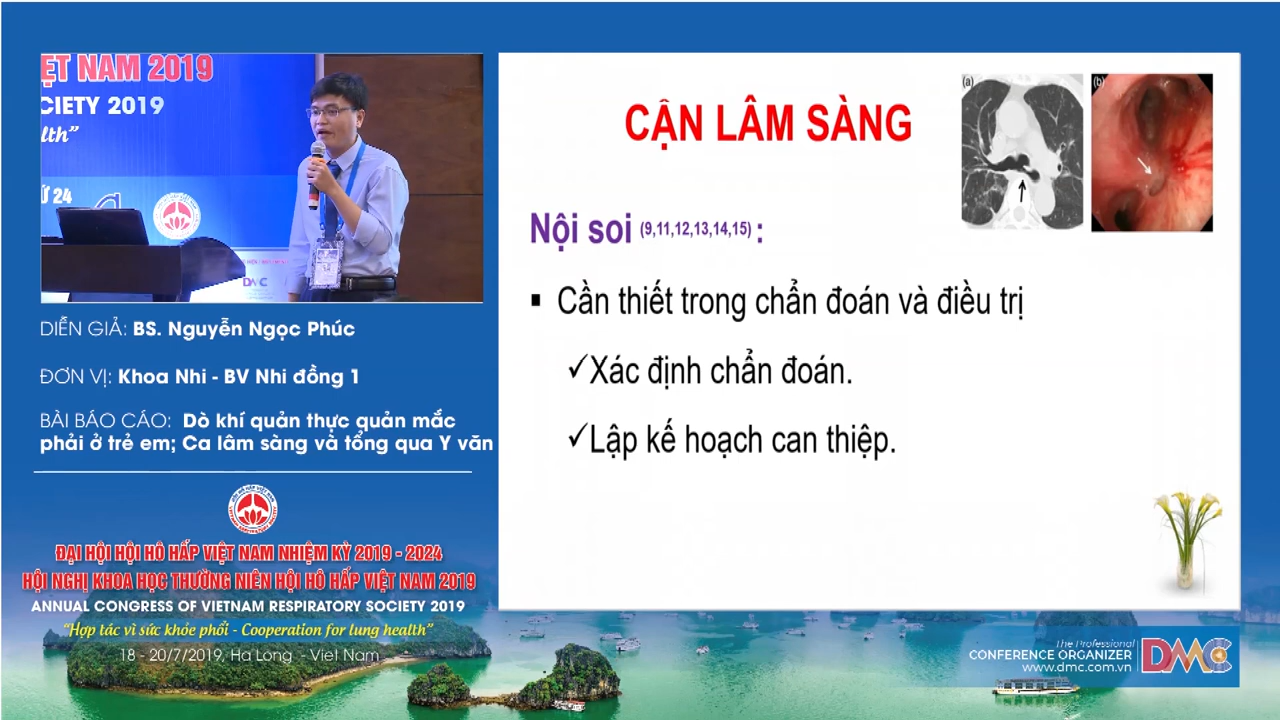 ỆT NAM 2019
CIETY 2019
lth”
Ứ 24
DMC
DIỄN GIẢ: BS. Nguyễn Ngọc Phúc
ĐƠN VỊ: Khoa Nhi - BV Nhi đồng 1
BÀI BÁO CÁO: Dò khí quản thực quản mắc
phải ở trẻ em; Ca lâm sàng và tổng qua Y văn
ĐẠI HỘI HỘI HÔ HẤP VIỆT NAM NHIỆM KỲ 2019 - 2024
HỘI NGHỊ KHOA HỌC THƯỜNG NIÊN HỘI HÔ HẤP VIỆT NAM 2019
ANNUAL CONGRESS OF VIETNAM RESPIRATORY SOCIETY 2019
“Hợp tác vì sức khỏe phổi - Cooperation for lung health”
18 - 20/7/2019, Ha Long - Viet Nam
CẬN LÂM SÀNG
(a)
(b)
Nội soi (9,11,12,13,14,15) :
▪ Cần thiết trong chẩn đoán và điều trị
✓Xác định chẩn đoán.
✓Lập kế hoạch can thiệp.
The Professional
CONFERENCE ORGANIZER
www.dmc.com.vn
DMC